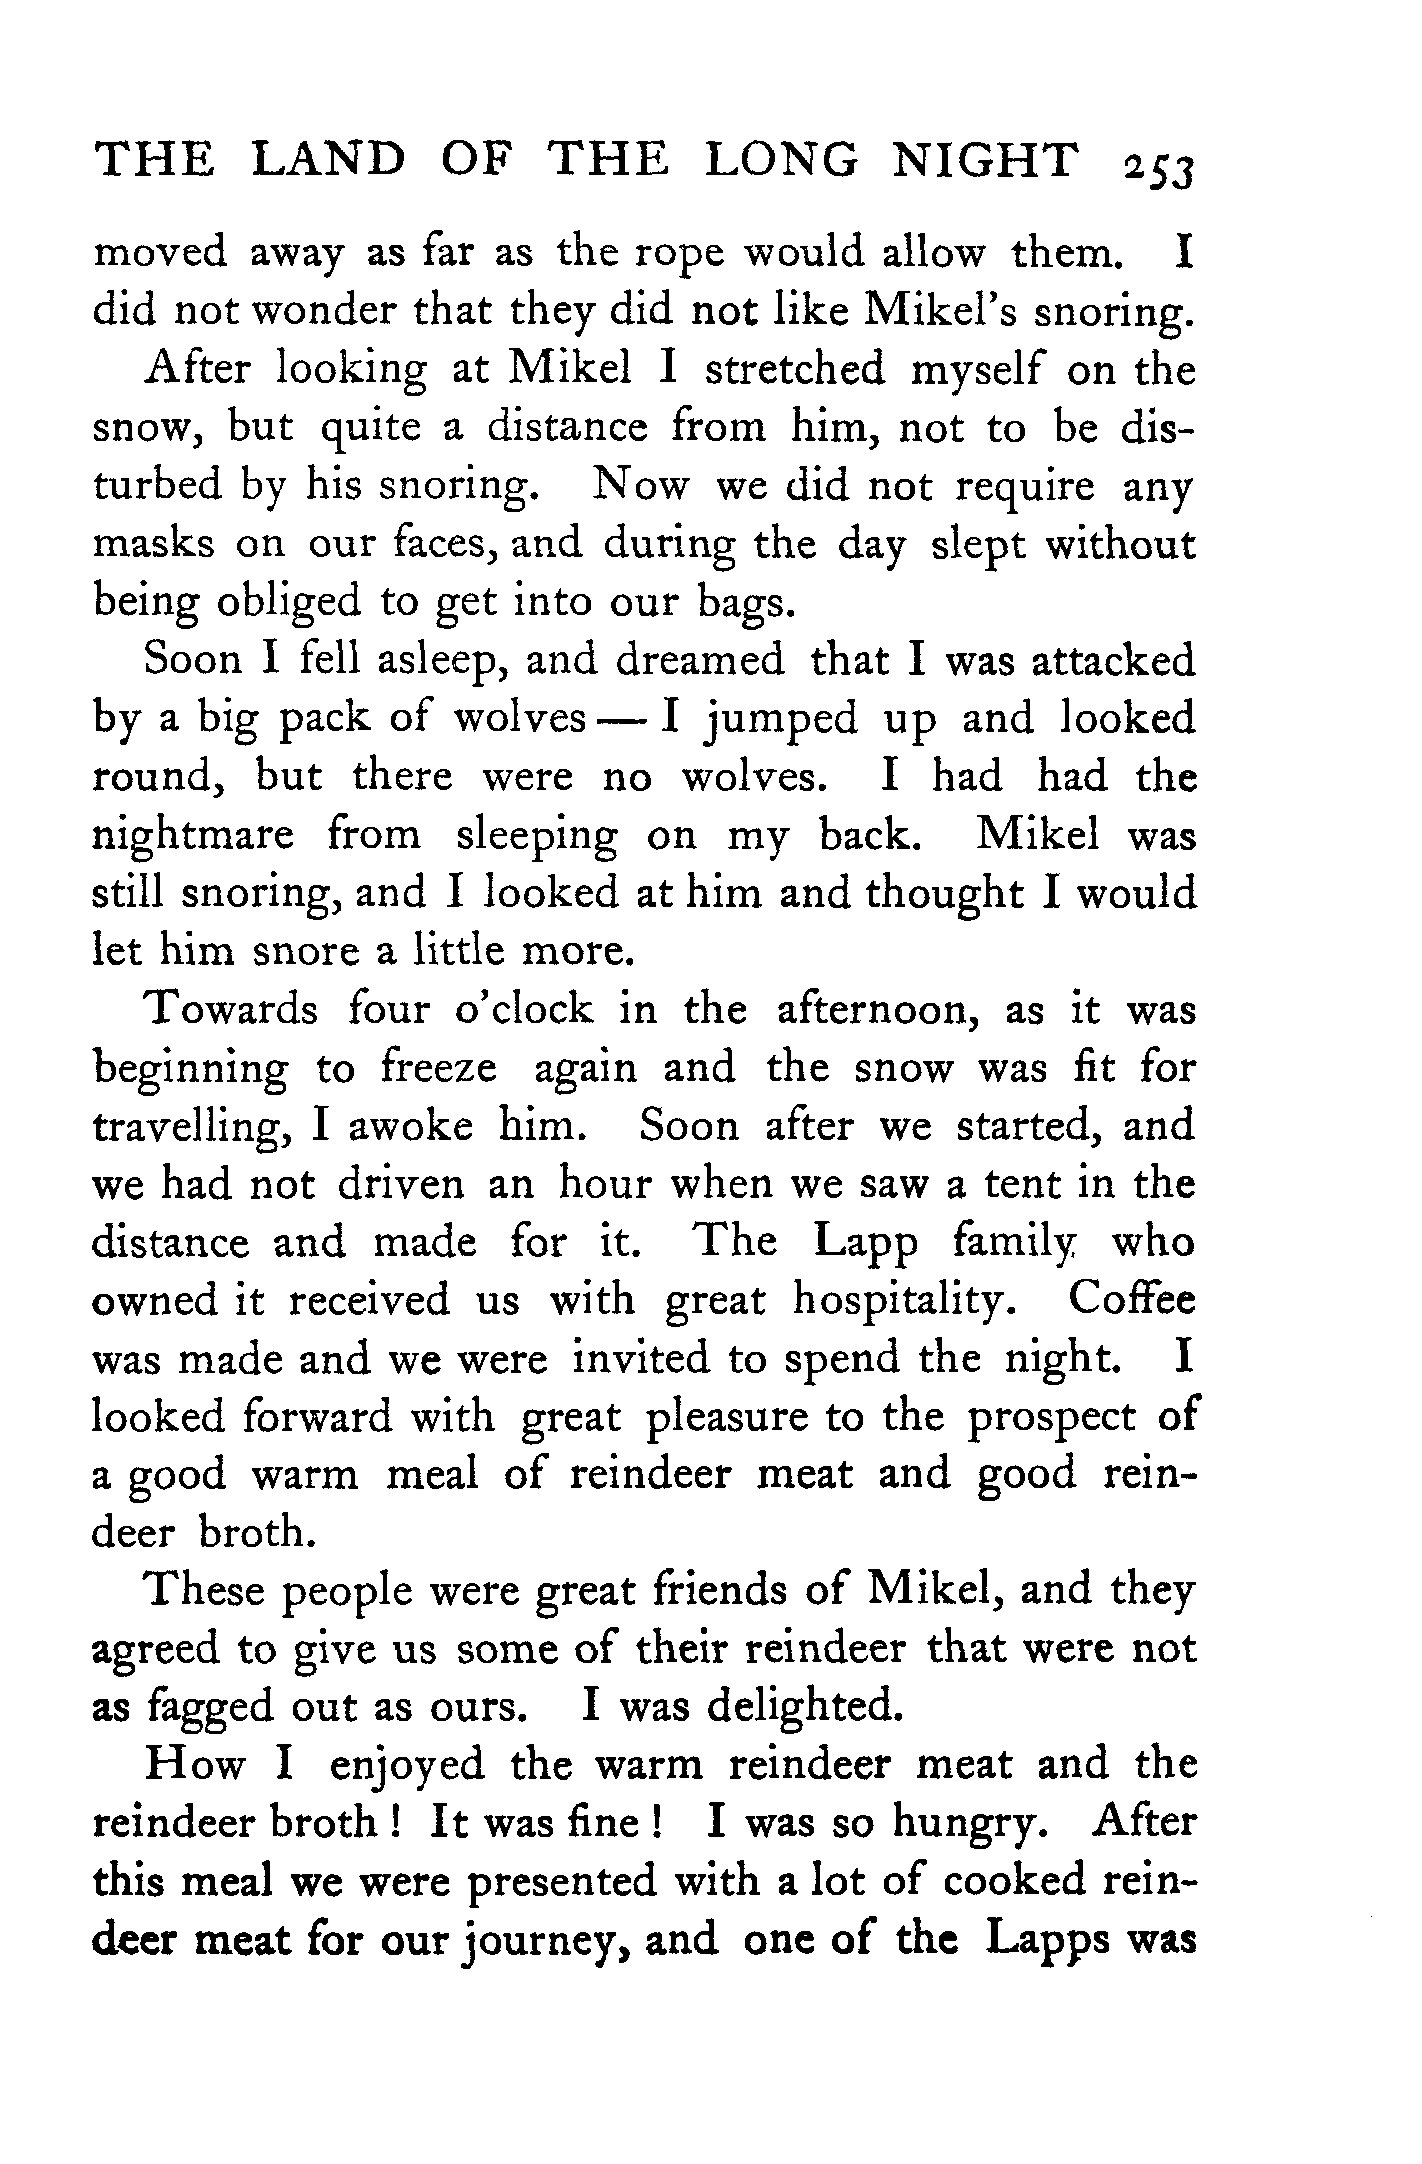 THE LAND OF THE LONG NIGHT 253
moved away as far as the rope would allow them. I
did not wonder that they did not like Mikel's snoring.
After looking at Mikel I stretched myself on the
snow, but quite a distance from him, not to be dis-
turbed by his snoring. Now we did not require any
masks on our faces, and during the day slept without
being obliged to get into our bags.
Soon I fell asleep, and dreamed that I was attacked
by a big pack of wolves — I jumped up and looked
round, but there were no wolves. I had had the
nightmare from sleeping on my back. Mikel was
still snoring, and I looked at him and thought I would
let him snore a little more.
Towards four o'clock in the afternoon, as it was
beginning to freeze again and the snow was fit for
travelling, I awoke him. Soon after we started, and
we had not driven an hour when we saw a tent in the
distance and made for it. The Lapp family who
owned it received us with great hospitality. Coffee
was made and we were invited to spend the night. I
looked forward with great pleasure to the prospect of
a good warm meal of reindeer meat and good rein-
deer broth.
These people were great friends of Mikel, and they
agreed to give us some of their reindeer that were not
as fagged out as ours. I was delighted.
How I enjoyed the warm reindeer meat and the
reindeer broth! It was fine! I was so hungry. After
this meal we were presented with a lot of cooked rein-
deer meat for our journey, and one of the Lapps was